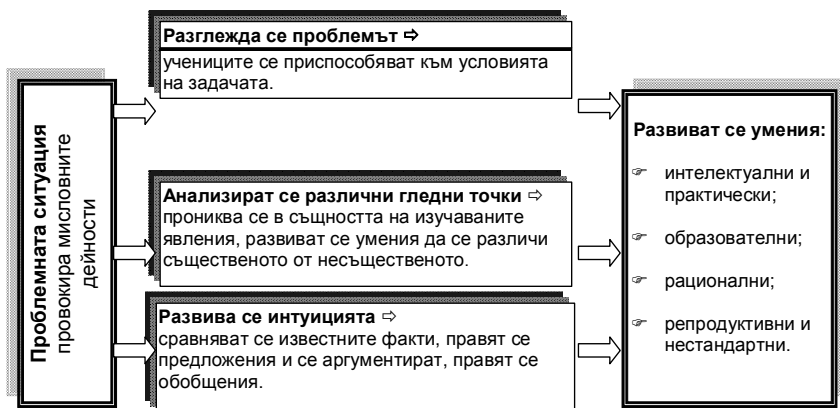 Проблемната ситуация
провокира мисловните
дейности
Разглежда се проблемът ⇨
учениците се приспособяват към условията
на задачата.
Анализират се различни гледни точки ⇨
прониква се в същността на изучаваните
явления, развиват се умения да се различи
същественото от несъщественото.
Развива се интуицията ⇨
сравняват се известните факти, правят се
предложения и се аргументират, правят се
обобщения.
Развиват се умения:
☞ интелектуални и
практически;
☞ образователни;
☞ рационални;
☞ репродуктивни и
нестандартни.